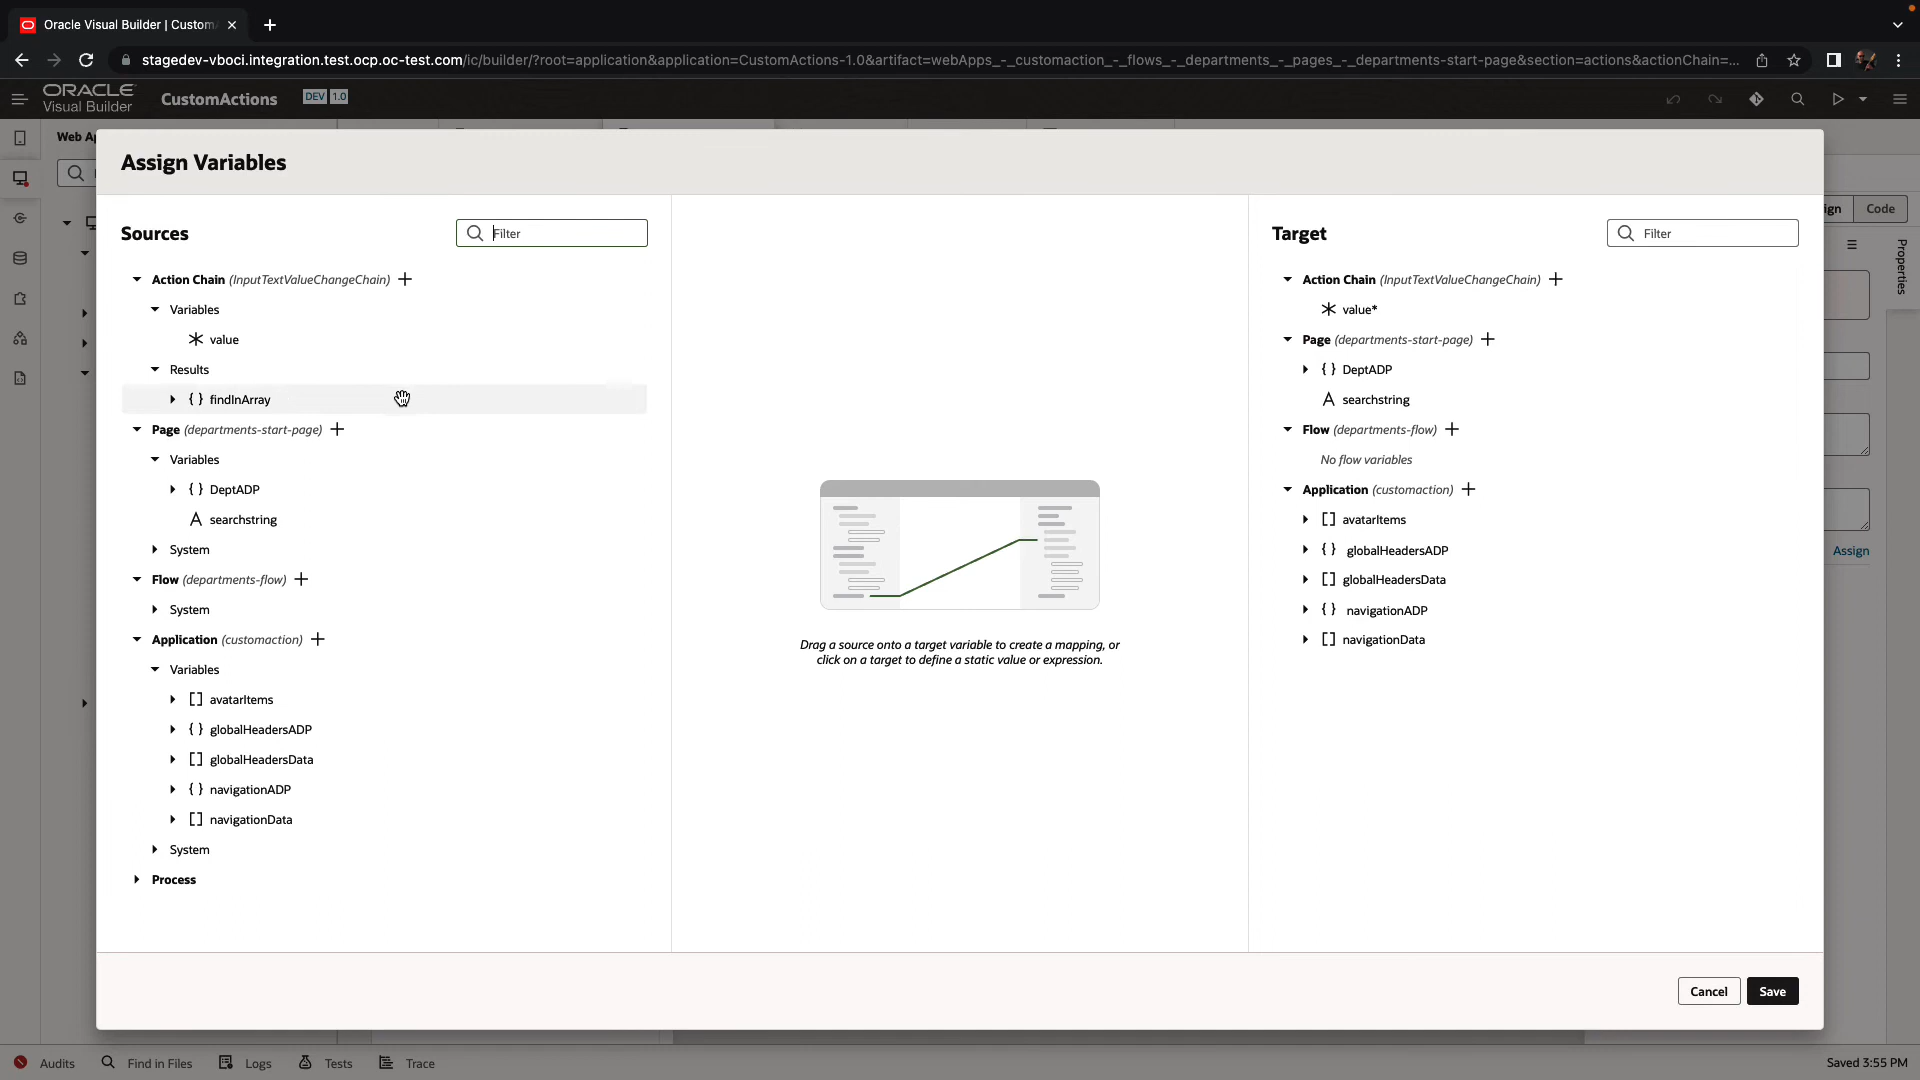 Oracle Visual Builder | Custom
stagedev-vboci.integration.test.ocp.oc-test.com/ic/builder/?root=application&application=CustomActions-1.0&artifact=webApps_-_customaction_-_flows_-_departments_-_pages_-_departments-start-page&section=actions&actionChain=...
ORACLE
Visual Builder
CustomActions
DEV 1.0
Web Ap
Assign Variables
Sources
Filter
Action Chain (InputTextValueChangeChain)
Variables
value
Results
{ } findInArray
Page (departments-start-page)
Variables
{ } DeptADP
A searchstring
System
Flow (departments-flow)
System
Application (customaction)
Variables
[ ] avatarItems
{ } globalHeadersADP
[ ] globalHeadersData
{ } navigationADP
[ ] navigationData
System
Process
Drag a source onto a target variable to create a mapping, or
click on a target to define a static value or expression.
Target
Filter
Action Chain (InputTextValueChangeChain)
value*
Page (departments-start-page)
{ } DeptADP
A searchstring
Flow (departments-flow)
No flow variables
Application (customaction)
[ ] avatarItems
{ } globalHeadersADP
[ ] globalHeadersData
{ } navigationADP
[ ] navigationData
ign
Code
Properties
Assign
Cancel
Save
Audits
Find in Files
Logs
Tests
Trace
Saved 3:55 PM